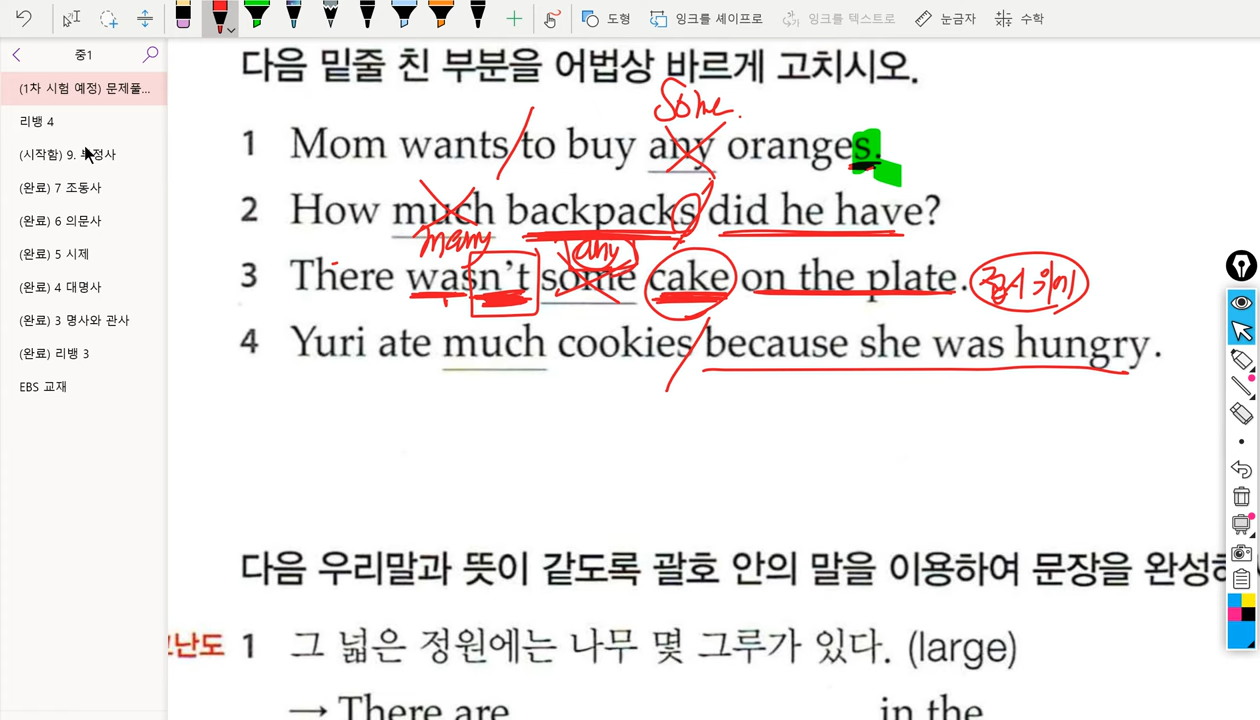 도형
잉크를 셰이프로
잉크를 텍스트로
눈금자
수학
중1
(1차 시험 예정) 문제풀...
리뱅 4
(시작함) 9. 부정사
(완료) 7 조동사
(완료) 6 의문사
(완료) 5 시제
(완료) 4 대명사
(완료) 3 명사와 관사
(완료) 리뱅 3
EBS 교재
다음 밑줄 친 부분을 어법상 바르게 고치시오.
Some.
1 Mom wants to buy any oranges.
2 How much backpacks did he have?
many any
3 There wasn't some cake on the plate. 접시 위에
4 Yuri ate much cookies because she was hungry.
다음 우리말과 뜻이 같도록 괄호 안의 말을 이용하여 문장을 완성하
고난도 1 그 넓은 정원에는 나무 몇 그루가 있다. (large)
→ There are in the